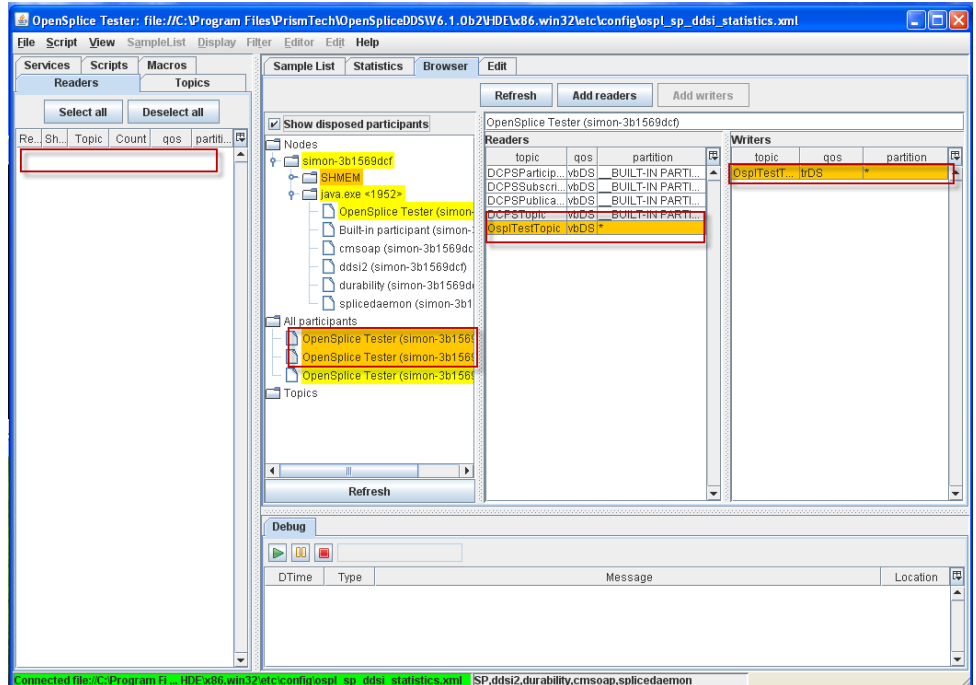 OpenSplice Tester: file://C:\Program Files\PrismTech\OpenSpliceDDS\V6.1.0b2\HDE\x86.win32\etc\config\ospl_sp_ddsi_statistics.xml
File Script View SampleList Display Filter Editor Edit Help
Services Scripts Macros
Readers Topics
Select all Deselect all
Re... Sh... Topic Count qos partiti...
Sample List Statistics Browser Edit
Refresh Add readers Add writers
Show disposed participants
Nodes
simon-3b1569dcf
SHMEM
java.exe <1952>
OpenSplice Tester (simon-
Built-in participant (simon-
cmsoap (simon-3b1569dc
ddsi2 (simon-3b1569dcf)
durability (simon-3b1569d
splicedaemon (simon-3b1
All participants
OpenSplice Tester (simon-3b156
OpenSplice Tester (simon-3b156
OpenSplice Tester (simon-3b156
Topics
Refresh
OpenSplice Tester (simon-3b1569dcf)
Readers
topic qos partition
DCPSParticip... vbDS __BUILT-IN PARTI...
DCPSSubscri... vbDS __BUILT-IN PARTI...
DCPSPublica... vbDS __BUILT-IN PARTI...
DCPSTopic vbDS __BUILT-IN PARTI...
OsplTestTopic vbDS *
Writers
topic qos partition
OsplTestT... trDS *
Debug
DTime Type Message Location
Connected file://C:\Program Fi ... HDE\x86.win32\etc\config\ospl_sp_ddsi_statistics.xml SP,ddsi2,durability,cmsoap,splicedaemon